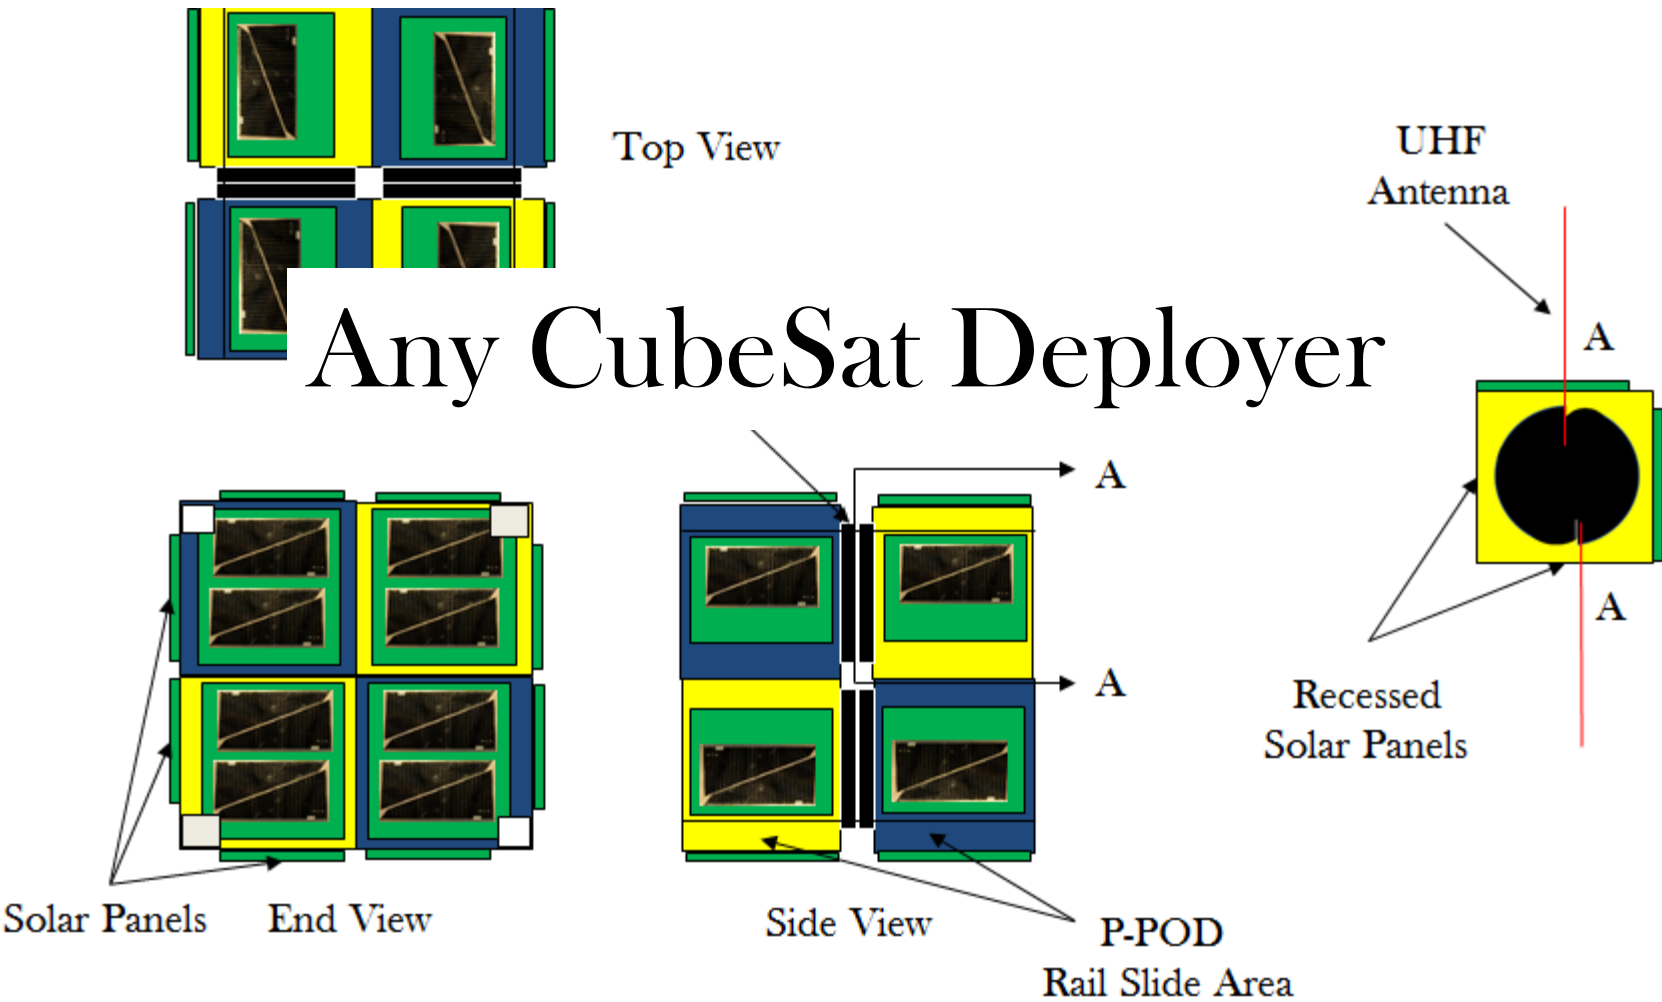 Top View
UHF
Antenna
A
Any CubeSat Deployer
A
A
A
Recessed
Solar Panels
Solar Panels
End View
Side View
P-POD
Rail Slide Area